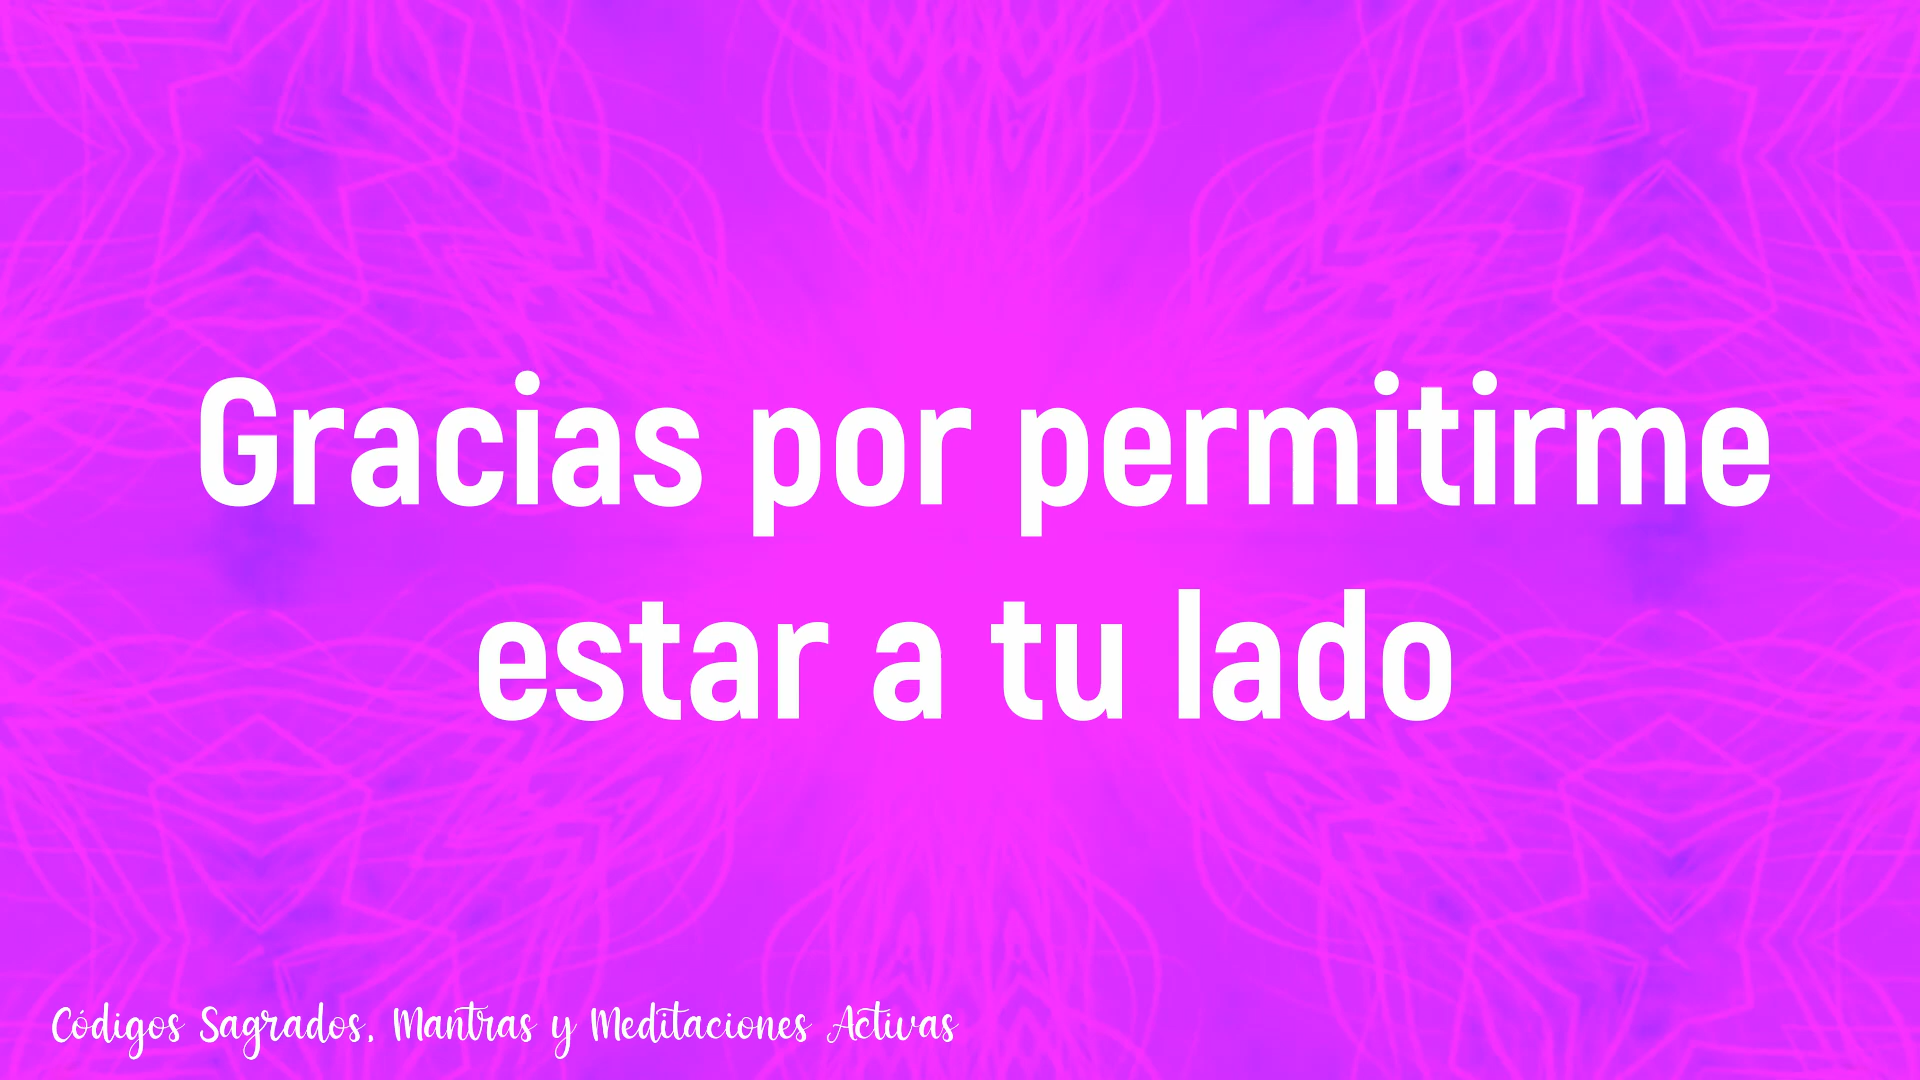 Gracias por permitirme
estar a tu lado
Códigos Sagrados, Mantras y Meditaciones Activas